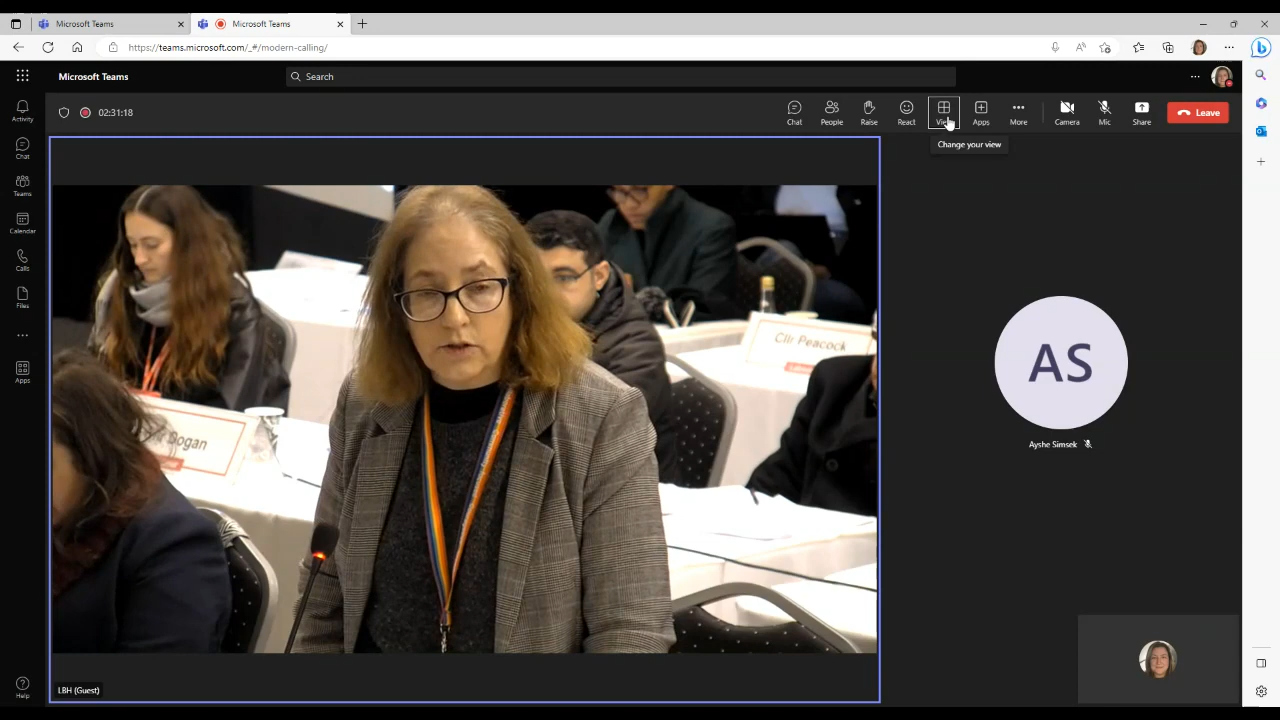 Microsoft Teams
Microsoft Teams
https://teams.microsoft.com/_#/modern-calling/
Microsoft Teams
Search
02:31:18
Chat
People
Raise
React
View
Apps
More
Camera
Mic
Share
Leave
Change your view
Activity
Chat
Teams
Calendar
Calls
Files
Apps
Help
Cllr Peacock
Gogan
AS
Ayshe Simsek
LBH (Guest)